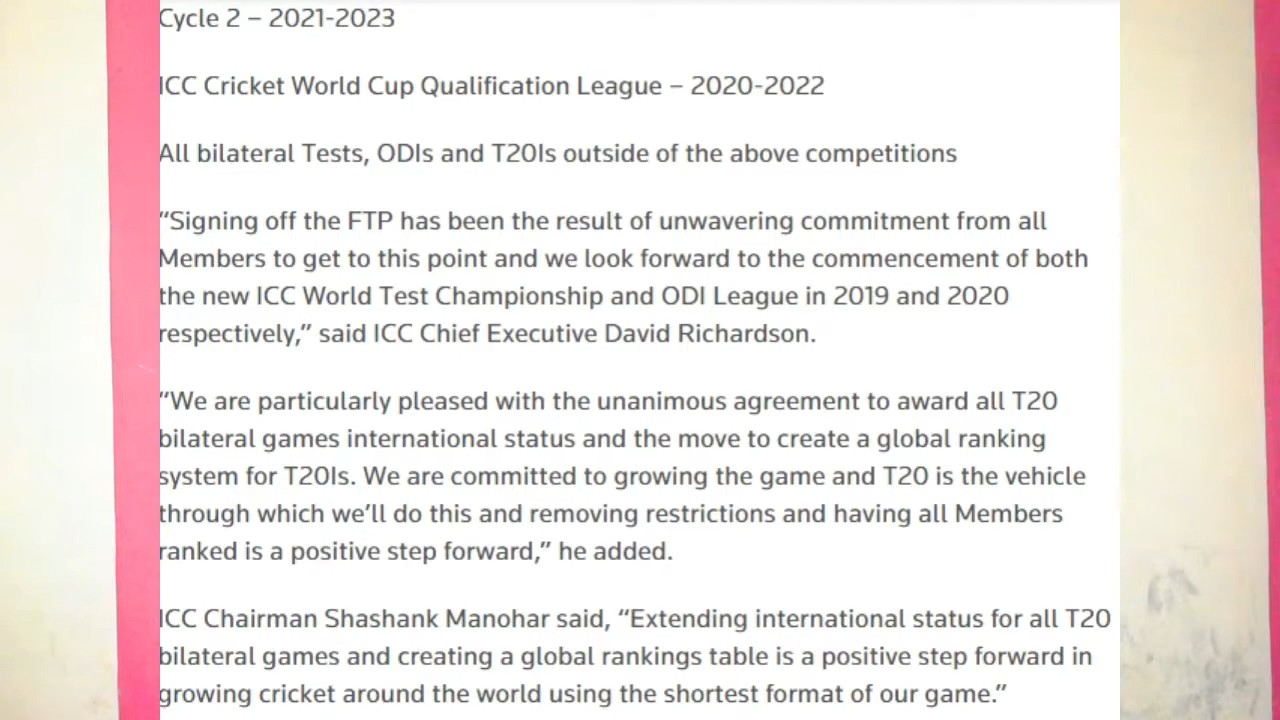 Cycle 2 – 2021-2023
ICC Cricket World Cup Qualification League – 2020-2022
All bilateral Tests, ODIs and T20Is outside of the above competitions
“Signing off the FTP has been the result of unwavering commitment from all
Members to get to this point and we look forward to the commencement of both
the new ICC World Test Championship and ODI League in 2019 and 2020
respectively,” said ICC Chief Executive David Richardson.
“We are particularly pleased with the unanimous agreement to award all T20
bilateral games international status and the move to create a global ranking
system for T20Is. We are committed to growing the game and T20 is the vehicle
through which we’ll do this and removing restrictions and having all Members
ranked is a positive step forward,” he added.
ICC Chairman Shashank Manohar said, “Extending international status for all T20
bilateral games and creating a global rankings table is a positive step forward in
growing cricket around the world using the shortest format of our game.”